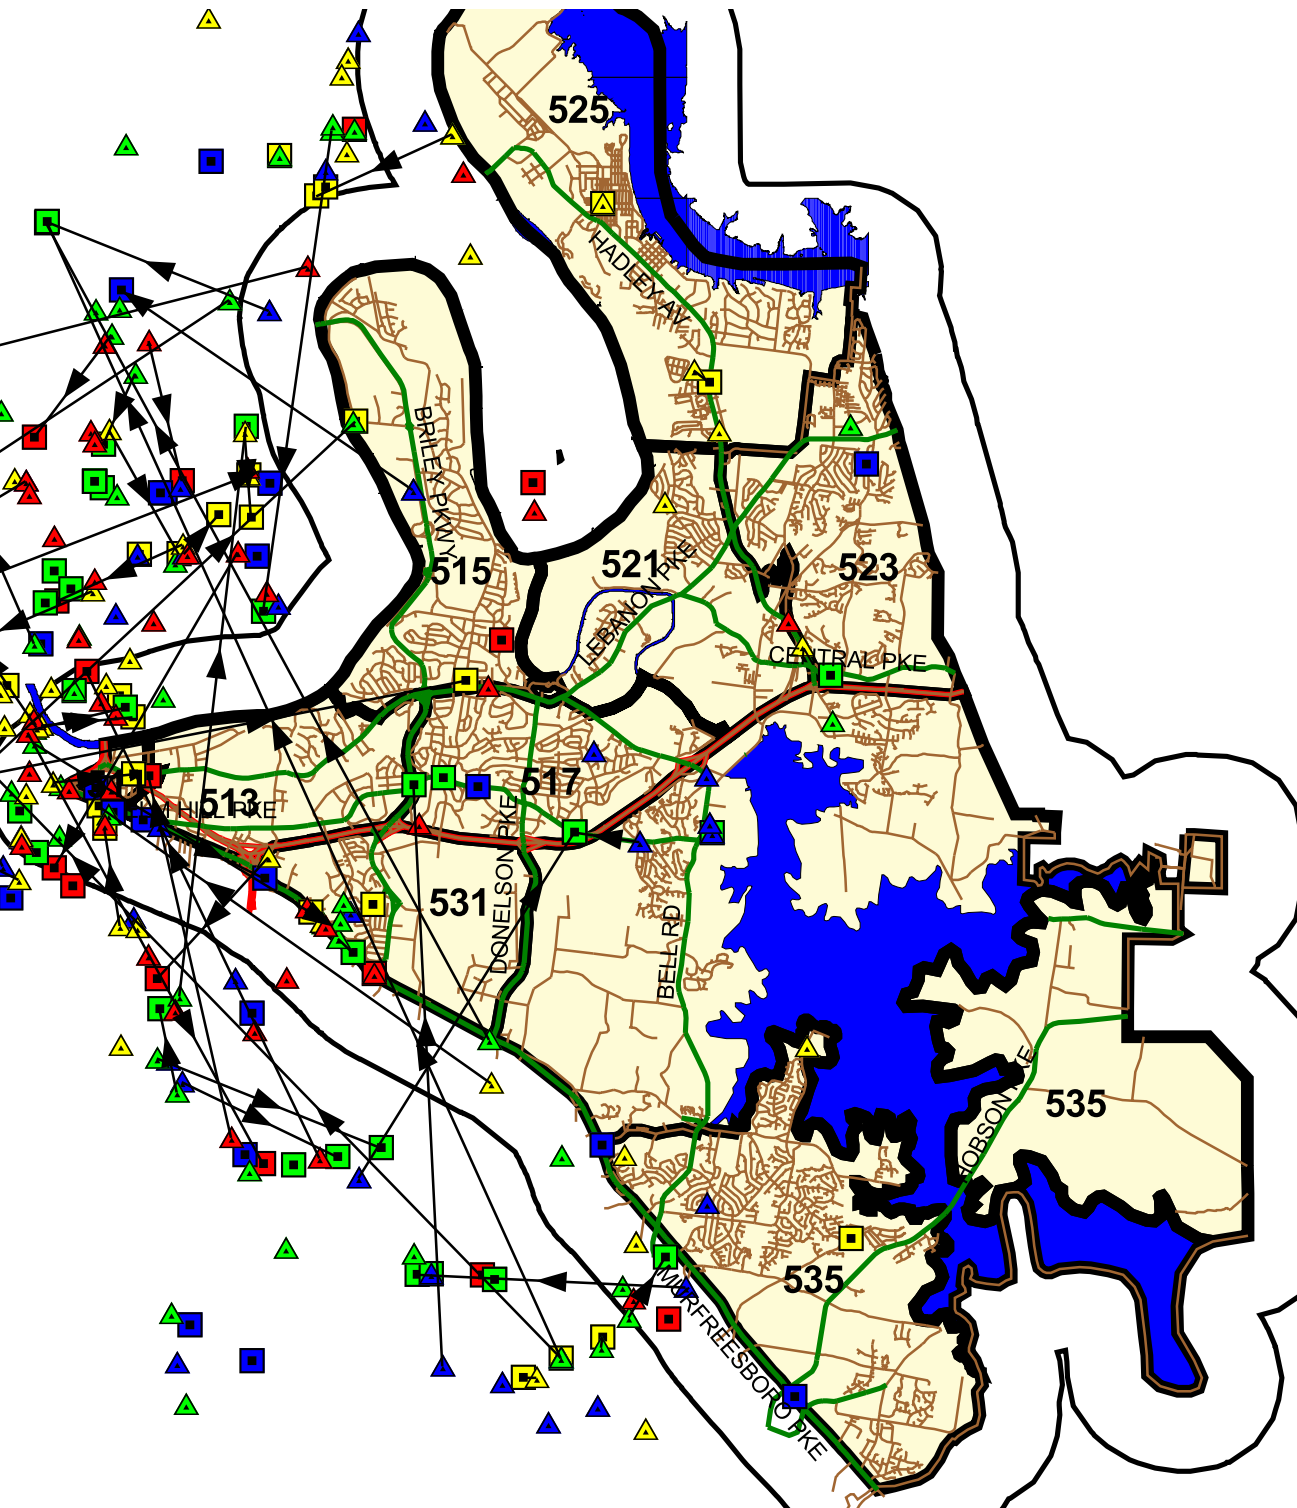 525
HADLEY AV
BRILEY PKWY
515
521
LEBANON PKE
523
CENTRAL PKE
513
HILL PKE
517
DONELSON PKE
531
BELL RD
HOBSON PKE
535
535
MURFREESBORO PKE